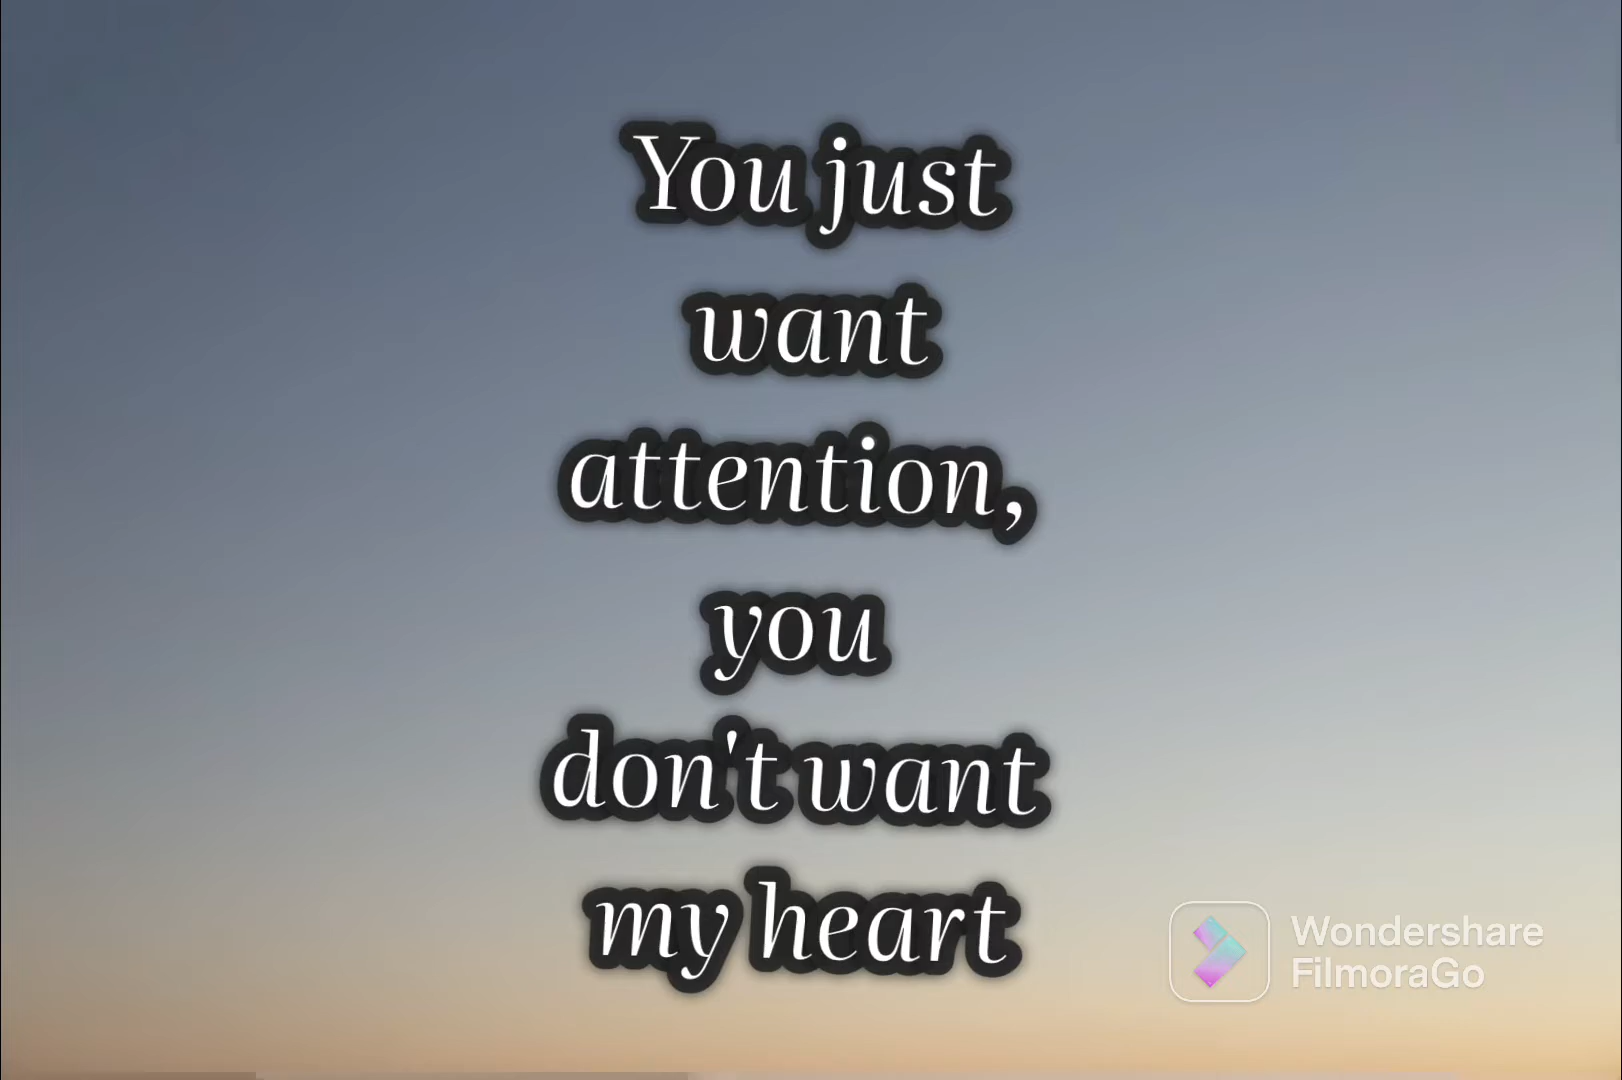 You just
want
attention,
you
don't want
my heart
Wondershare
FilmoraGo